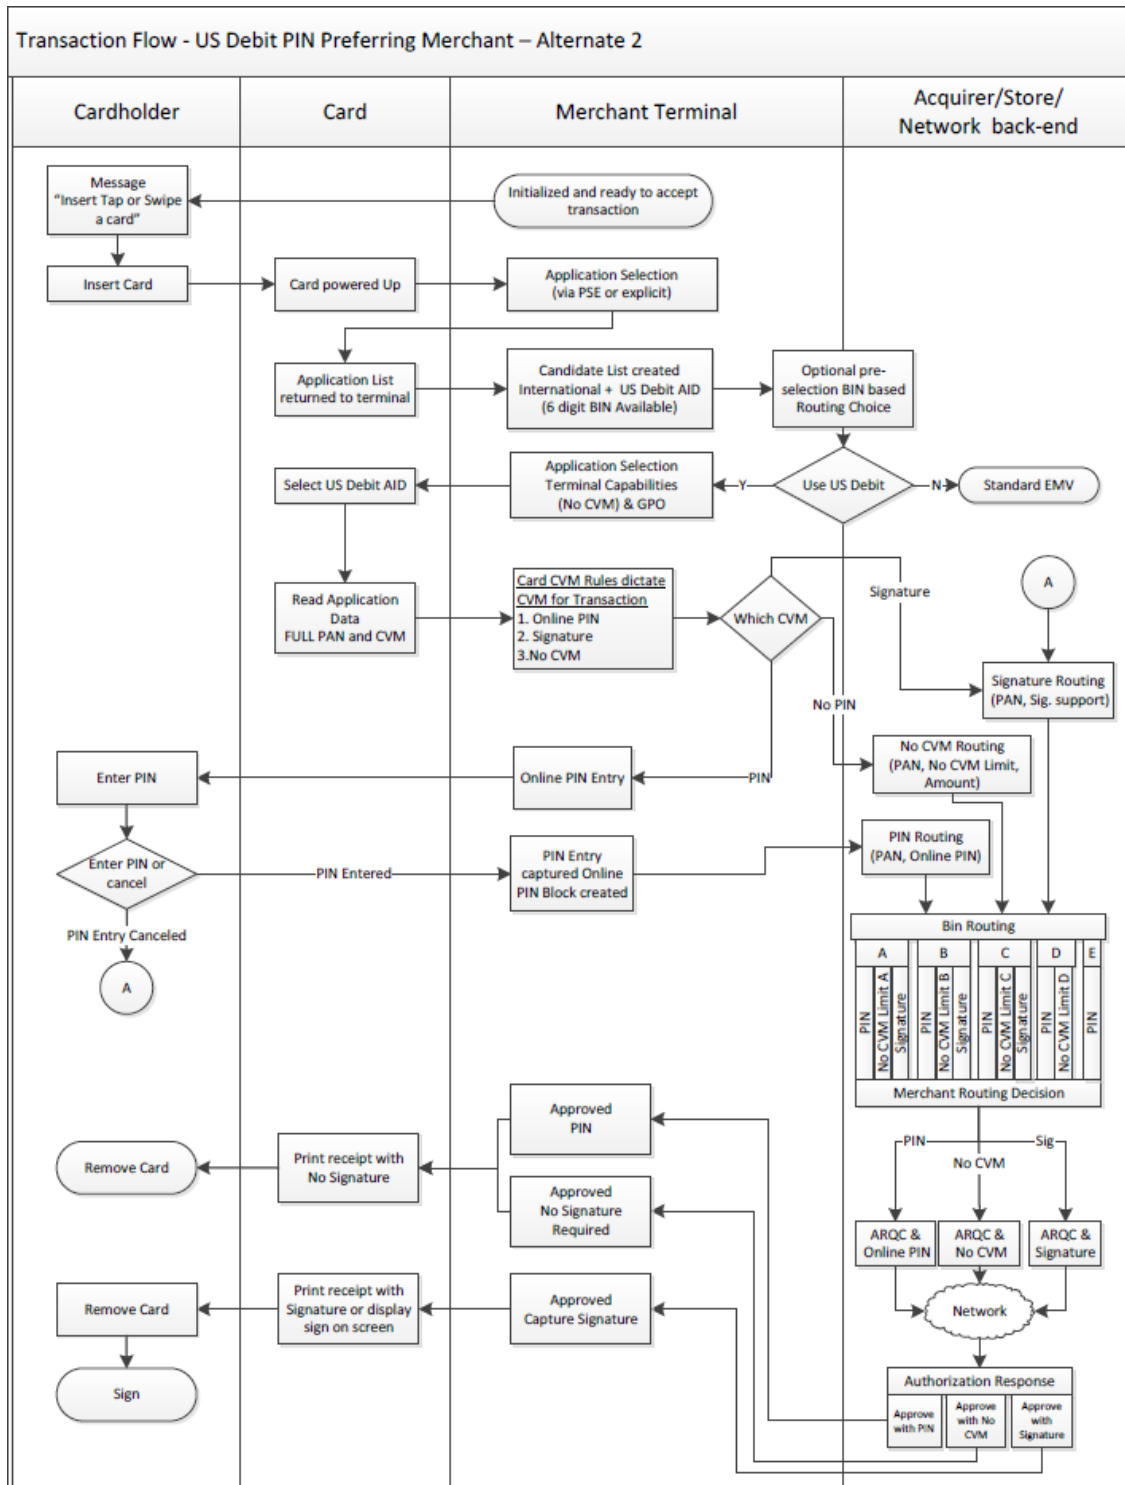 Transaction Flow - US Debit PIN Preferring Merchant – Alternate 2
Cardholder
Card
Merchant Terminal
Acquirer/Store/
Network back-end
Message
“Insert Tap or Swipe
a card”
Initialized and ready to accept
transaction
Insert Card
Card powered Up
Application Selection
(via PSE or explicit)
Application List
returned to terminal
Candidate List created
International + US Debit AID
(6 digit BIN Available)
Optional pre-
selection BIN based
Routing Choice
Select US Debit AID
Application Selection
Terminal Capabilities
(No CVM) & GPO
Y
Use US Debit
N
Standard EMV
Read Application
Data
FULL PAN and CVM
Card CVM Rules dictate
CVM for Transaction
1. Online PIN
2. Signature
3.No CVM
Which CVM
Signature
A
Signature Routing
(PAN, Sig. support)
No PIN
No CVM Routing
(PAN, No CVM Limit,
Amount)
Enter PIN
Online PIN Entry
PIN
PIN Routing
(PAN, Online PIN)
Enter PIN or
cancel
PIN Entered
PIN Entry
captured Online
PIN Block created
PIN Entry Canceled
A
Bin Routing
A
B
C
D
E
PIN
No CVM Limit A
Signature
PIN
No CVM Limit B
Signature
PIN
No CVM Limit C
Signature
PIN
No CVM Limit D
PIN
Merchant Routing Decision
PIN
No CVM
Sig
Approved
PIN
Remove Card
Print receipt with
No Signature
Approved
No Signature
Required
ARQC &
Online PIN
ARQC &
No CVM
ARQC &
Signature
Remove Card
Print receipt with
Signature or display
sign on screen
Approved
Capture Signature
Network
Sign
Authorization Response
Approve
with PIN
Approve
with No
CVM
Approve
with
Signature